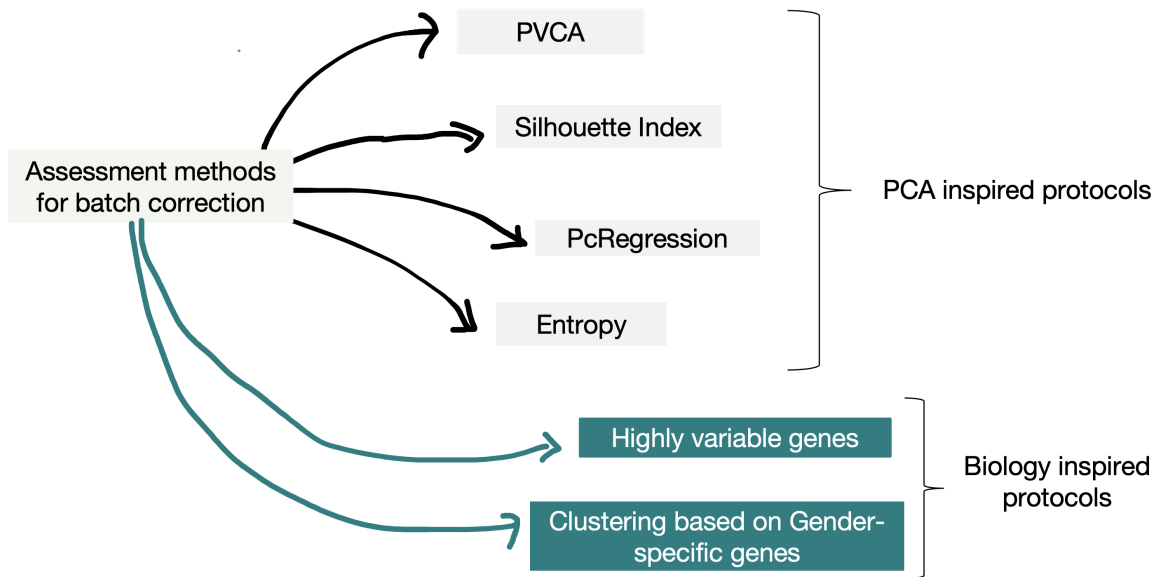 PVCA
Silhouette Index
Assessment methods
for batch correction
PCA inspired protocols
PcRegression
Entropy
Highly variable genes
Biology inspired
protocols
Clustering based on Gender-
specific genes